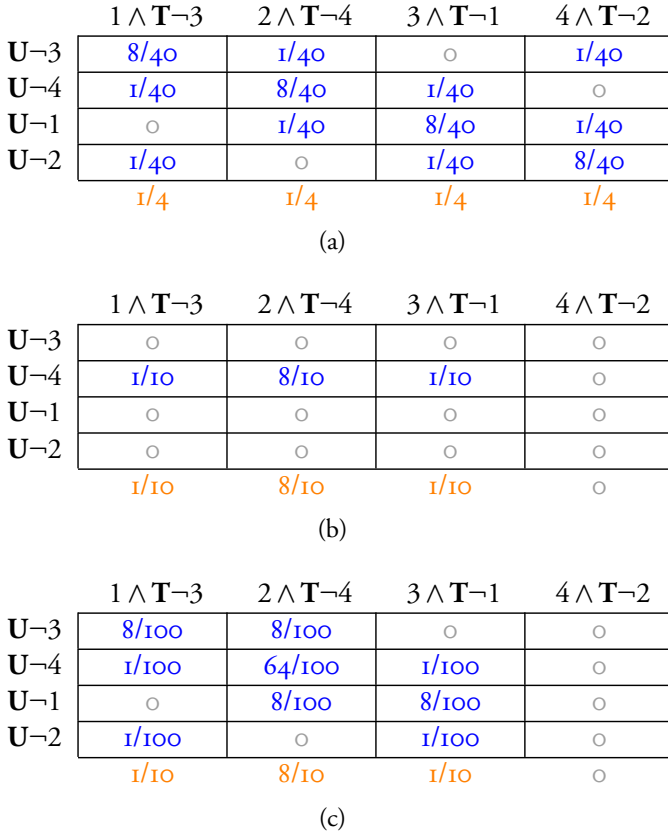 1 ∧ T¬3 2 ∧ T¬4 3 ∧ T¬1 4 ∧ T¬2
U¬3 8/40 1/40 0 1/40
U¬4 1/40 8/40 1/40 0
U¬1 0 1/40 8/40 1/40
U¬2 1/40 0 1/40 8/40
1/4 1/4 1/4 1/4
(a)
1 ∧ T¬3 2 ∧ T¬4 3 ∧ T¬1 4 ∧ T¬2
U¬3 0 0 0 0
U¬4 1/10 8/10 1/10 0
U¬1 0 0 0 0
U¬2 0 0 0 0
1/10 8/10 1/10 0
(b)
1 ∧ T¬3 2 ∧ T¬4 3 ∧ T¬1 4 ∧ T¬2
U¬3 8/100 8/100 0 0
U¬4 1/100 64/100 1/100 0
U¬1 0 8/100 8/100 0
U¬2 1/100 0 1/100 0
1/10 8/10 1/10 0
(c)